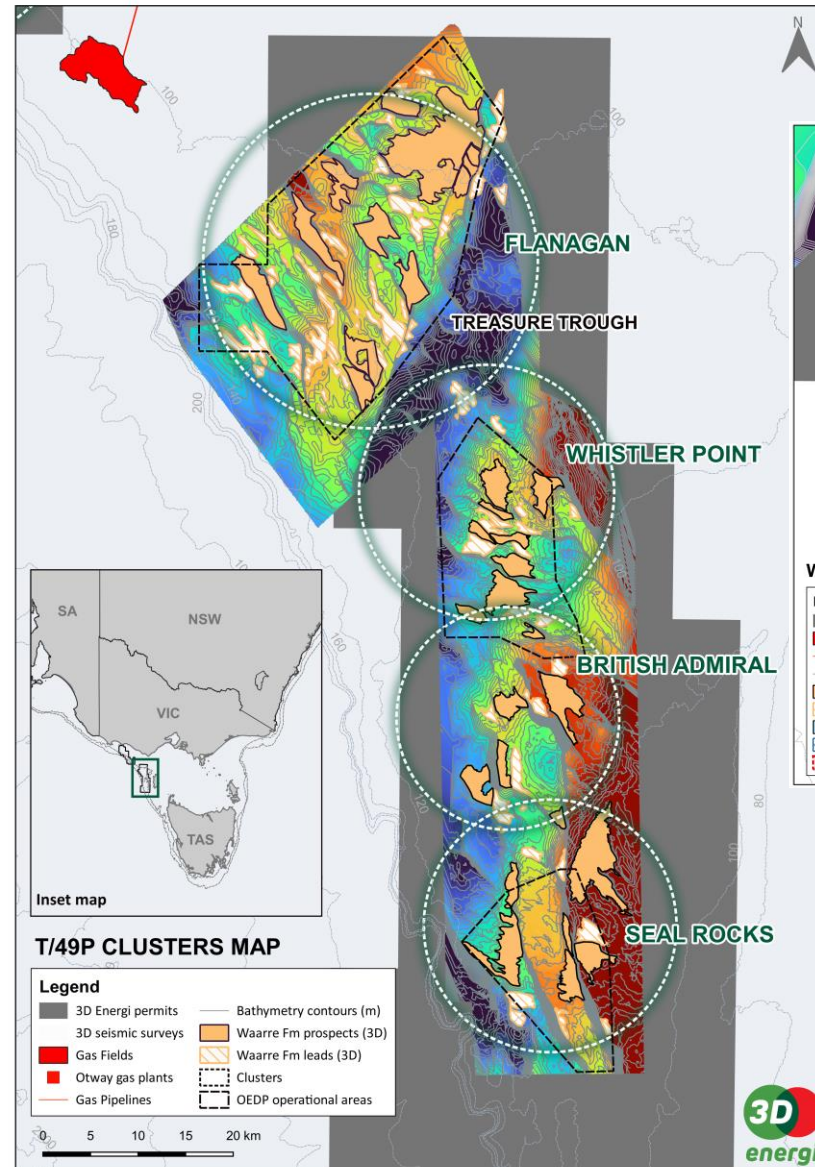 N
100
100
180
FLANAGAN
TREASURE TROUGH
200
140
WHISTLER POINT
W
SA
NSW
VIC
TAS
Inset map
160
BRITISH ADMIRAL
120
80
100
SEAL ROCKS
T/49P CLUSTERS MAP
Legend
3D Energi permits
3D seismic surveys
Gas Fields
Otway gas plants
Gas Pipelines
Bathymetry contours (m)
Waarre Fm prospects (3D)
Waarre Fm leads (3D)
Clusters
OEDP operational areas
0 5 10 15 20 km
3D
energi